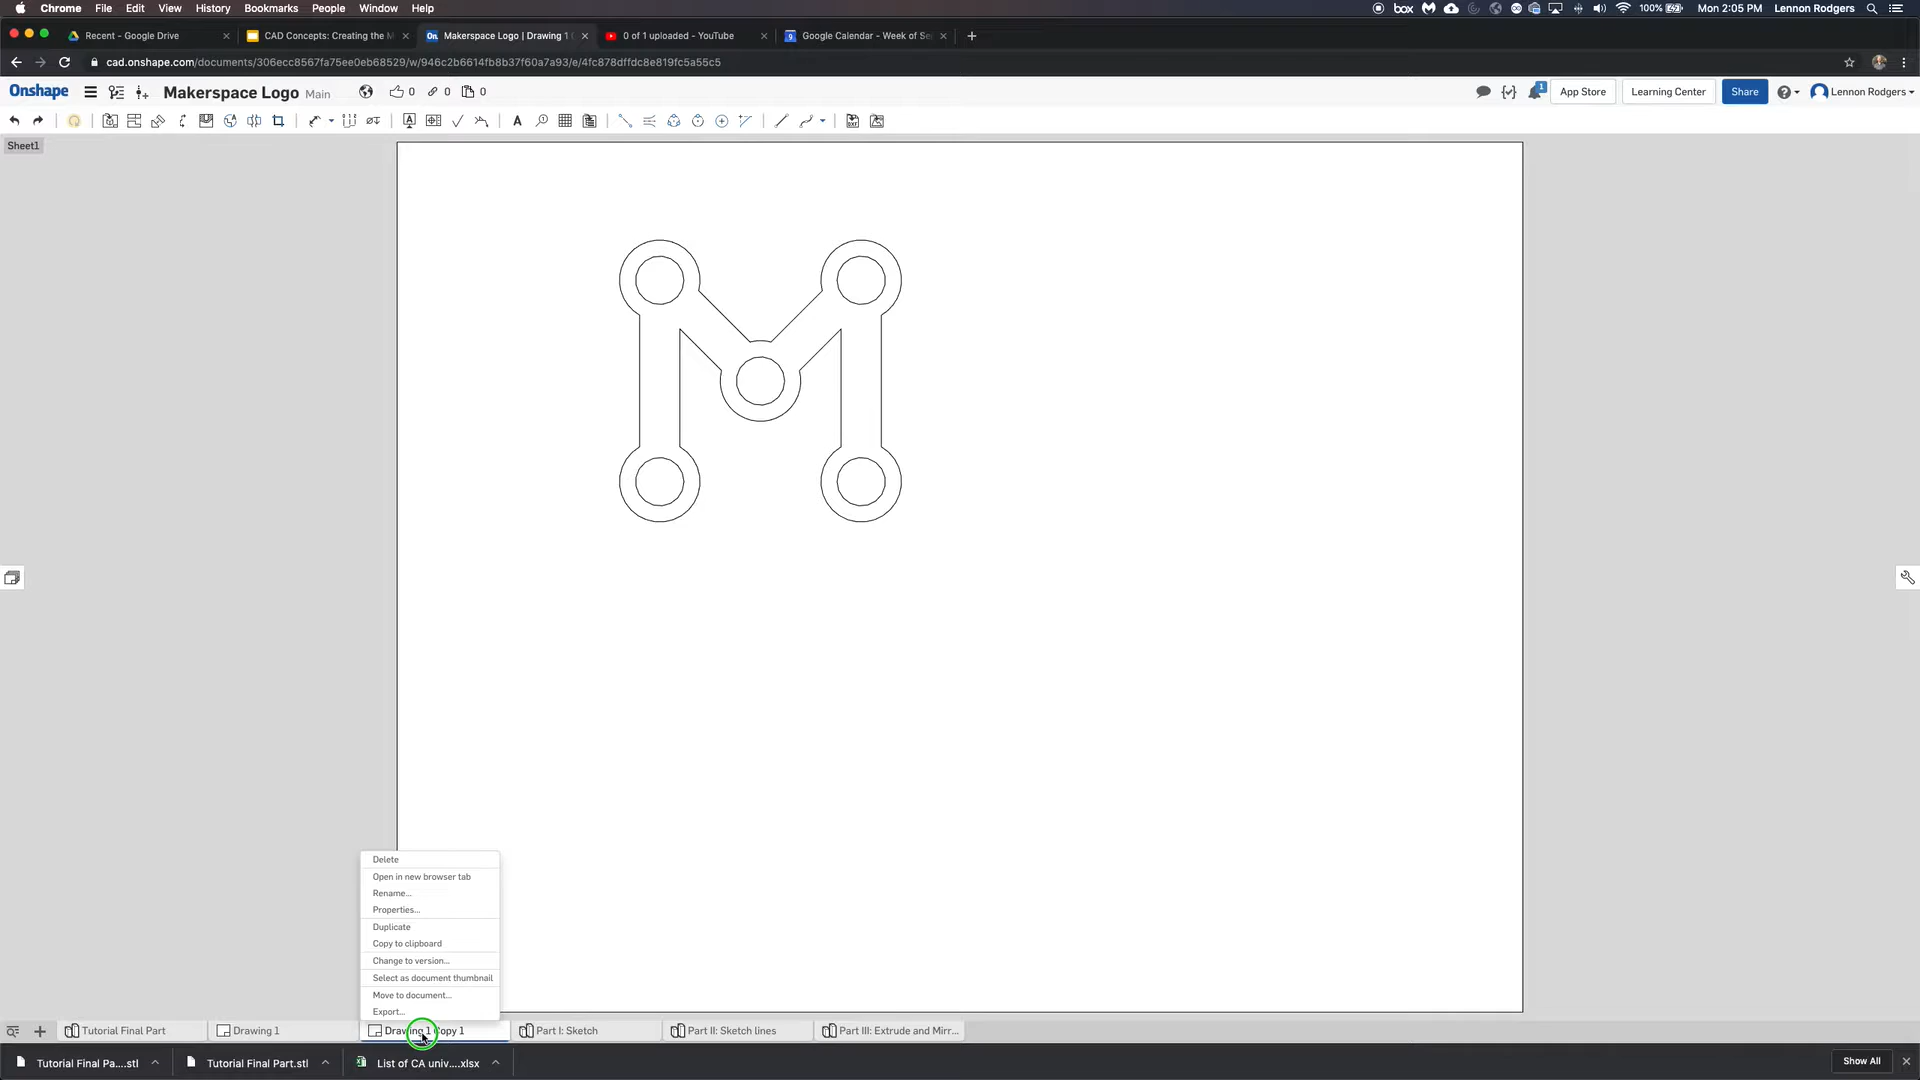 Chrome File Edit View History Bookmarks People Window Help box 100% Mon 2:05 PM Lennon Rodgers
Recent - Google Drive CAD Concepts: Creating the M Makerspace Logo | Drawing 1 0 of 1 uploaded - YouTube Google Calendar - Week of Se
cad.onshape.com/documents/306ecc8567fa75ee0eb68529/w/946c2b6614fb8b37f60a7a93/e/4fc878dffdc8e819fc5a55c5
Onshape Makerspace Logo Main 0 0 0 1 App Store Learning Center Share Lennon Rodgers
Sheet1
Delete
Open in new browser tab
Rename...
Properties...
Duplicate
Copy to clipboard
Change to version...
Select as document thumbnail
Move to document...
Export...
Tutorial Final Part Drawing 1 Drawing 1 Copy 1 Part I: Sketch Part II: Sketch lines Part III: Extrude and Mirr...
Tutorial Final Pa....stl Tutorial Final Part.stl List of CA univ....xlsx Show All